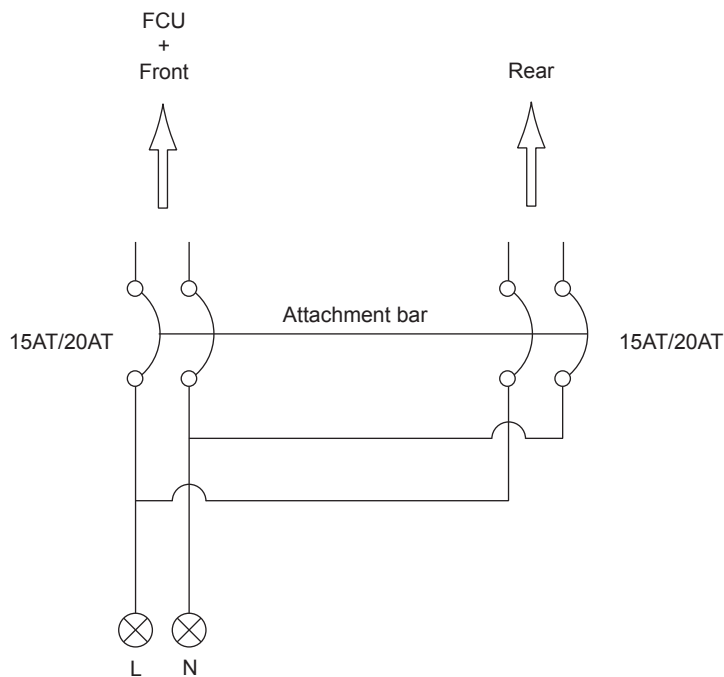 FCU
+
Front
Rear
Attachment bar
15AT/20AT
15AT/20AT
L
N